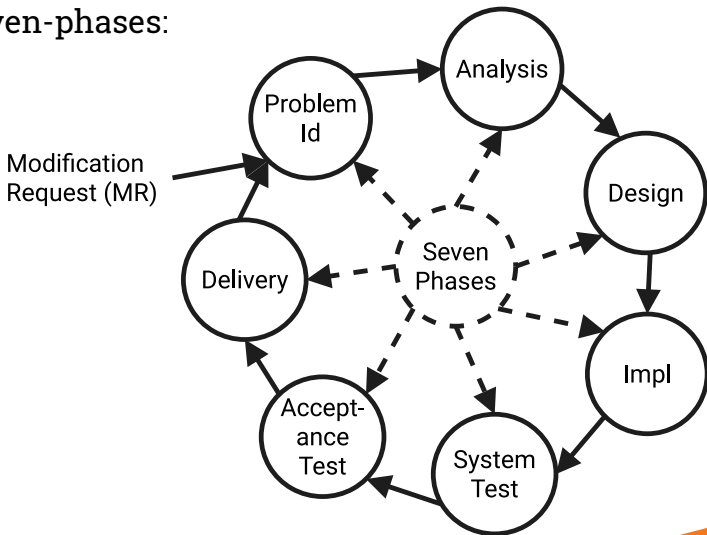 ven-phases:
Analysis
Problem
Id
Modification
Request (MR)
Design
Seven
Phases
Delivery
Impl
Accept-
ance
Test
System
Test